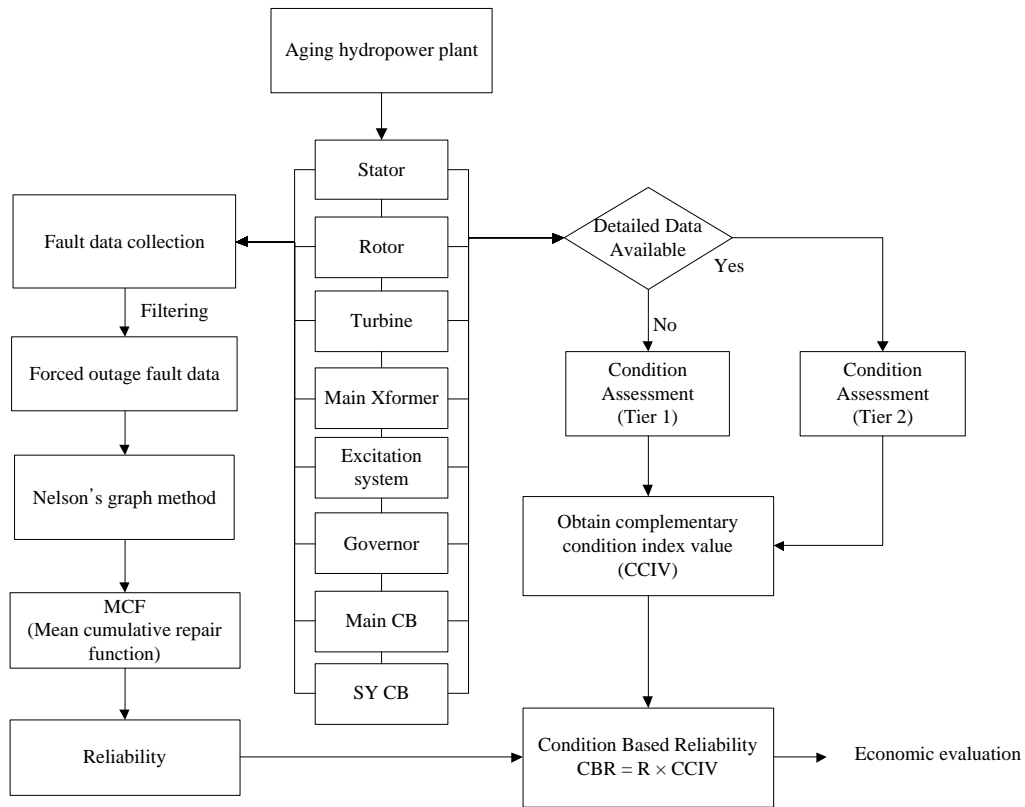 Aging hydropower plant
Stator
Rotor
Turbine
Main Xformer
Excitation
system
Governor
Main CB
SY CB
Fault data collection
Filtering
Forced outage fault data
Nelson’s graph method
MCF
(Mean cumulative repair
function)
Reliability
Detailed Data
Available
Yes
No
Condition
Assessment
(Tier 1)
Condition
Assessment
(Tier 2)
Obtain complementary
condition index value
(CCIV)
Condition Based Reliability
CBR = R × CCIV
Economic evaluation